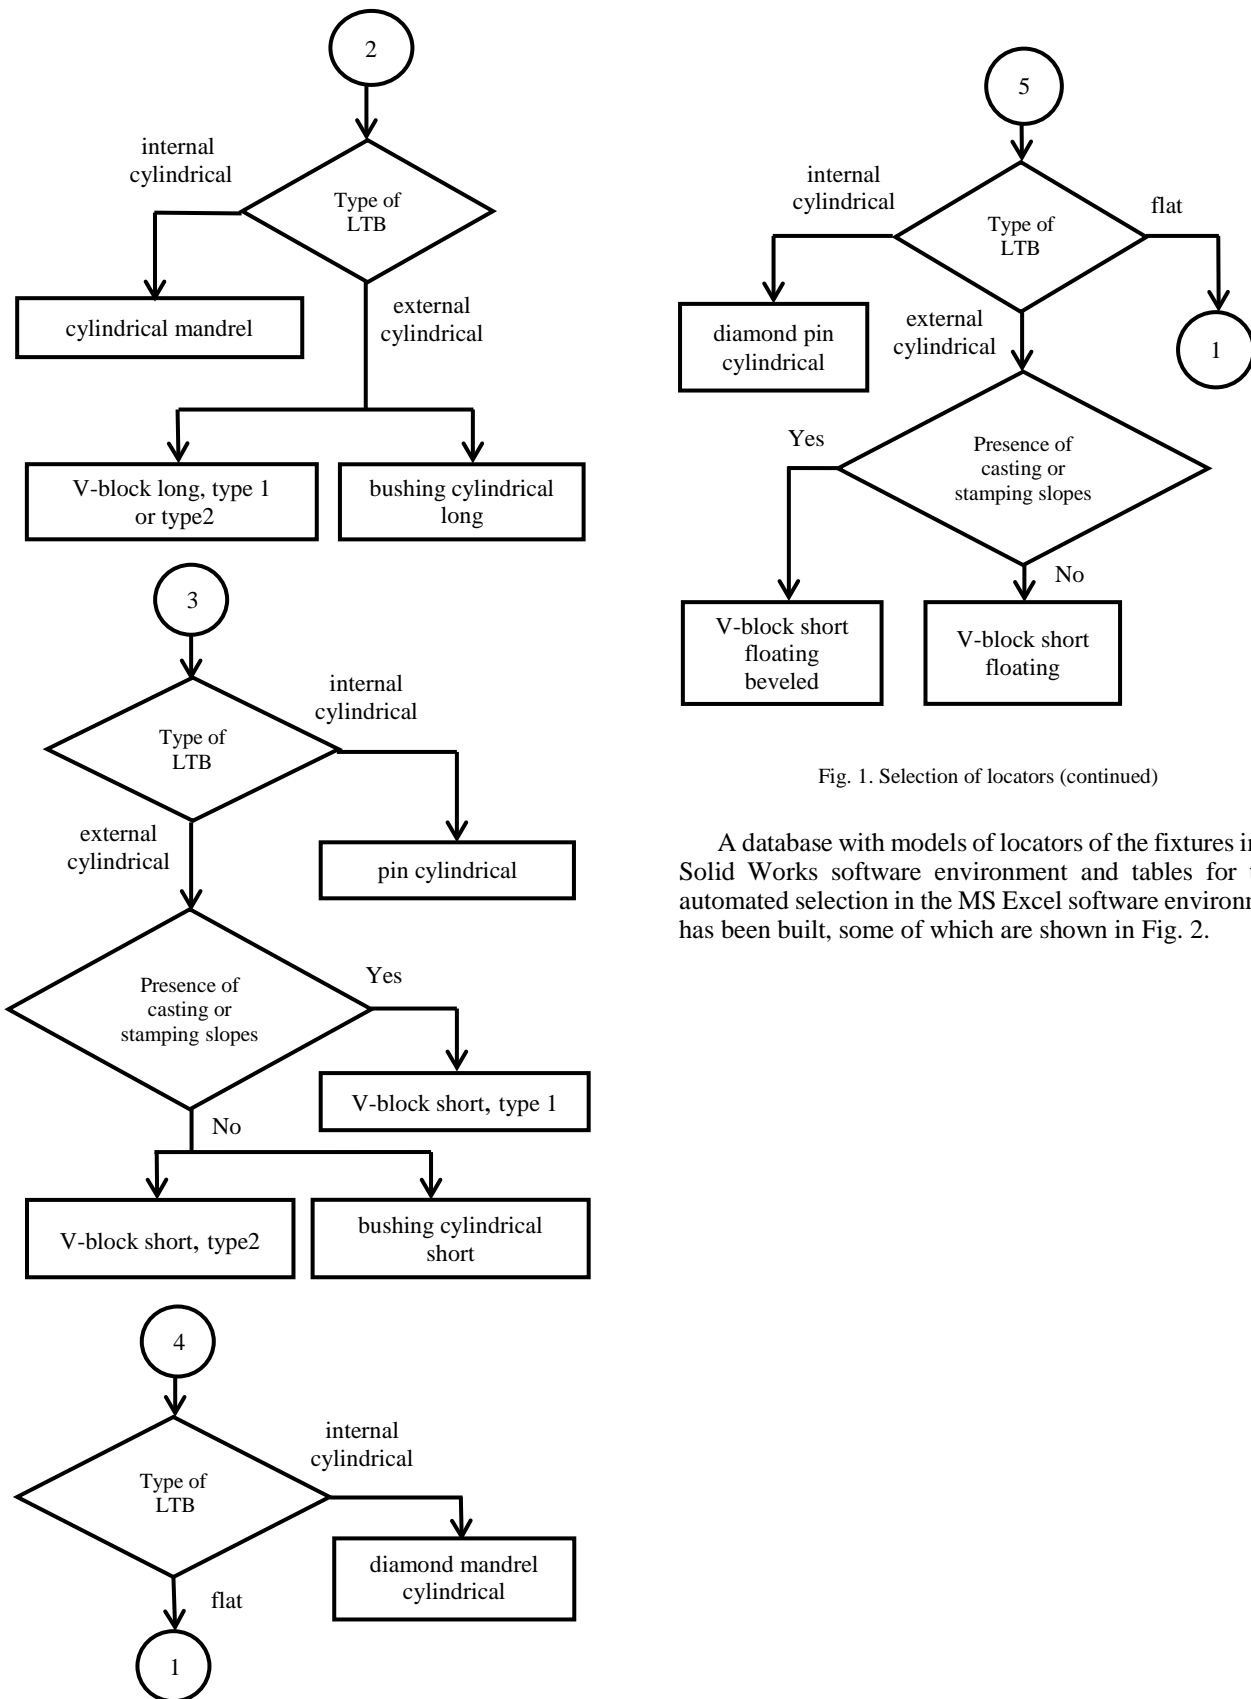 2
internal
cylindrical
Type of
LTB
cylindrical mandrel
external
cylindrical
V-block long, type 1
or type2
bushing cylindrical
long
3
internal
cylindrical
Type of
LTB
external
cylindrical
pin cylindrical
Presence of
casting or
stamping slopes
Yes
V-block short, type 1
No
V-block short, type2
bushing cylindrical
short
4
internal
cylindrical
Type of
LTB
diamond mandrel
cylindrical
flat
1
5
internal
cylindrical
flat
Type of
LTB
diamond pin
cylindrical
external
cylindrical
1
Yes
Presence of
casting or
stamping slopes
No
V-block short
floating
beveled
V-block short
floating
Fig. 1. Selection of locators (continued)
A database with models of locators of the fixtures in
Solid Works software environment and tables for
automated selection in the MS Excel software
has been built, some of which are shown in Fig. 2.